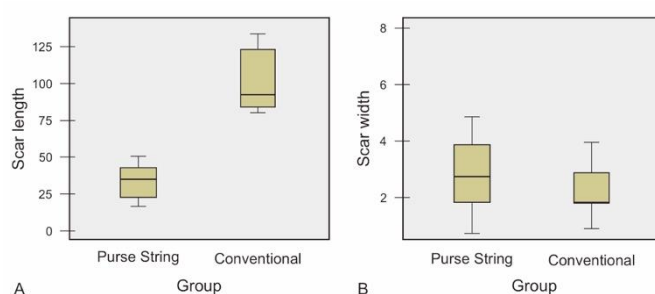 125
100
75
50
25
0
Scar length
Purse String Conventional
Group
A
8
6
4
2
Scar width
Purse String Conventional
Group
B